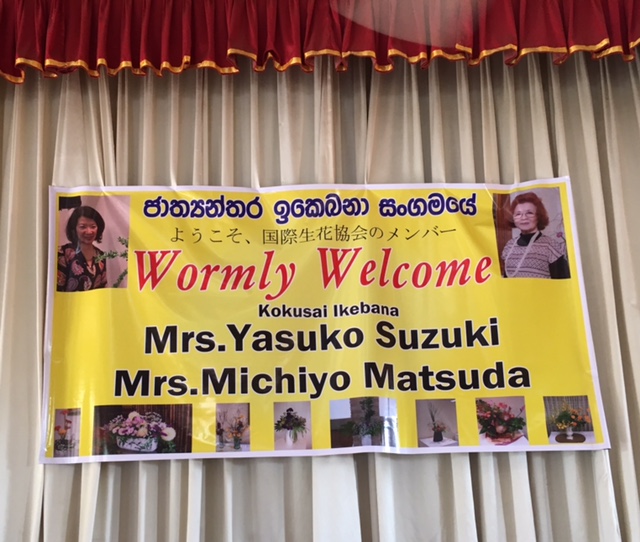 ජාත්‍යන්තර ඉකෙබනා සංගමයේ
ようこそ、国際生花協会のメンバー
Wormly Welcome
Kokusai Ikebana
Mrs.Yasuko Suzuki
Mrs.Michiyo Matsuda